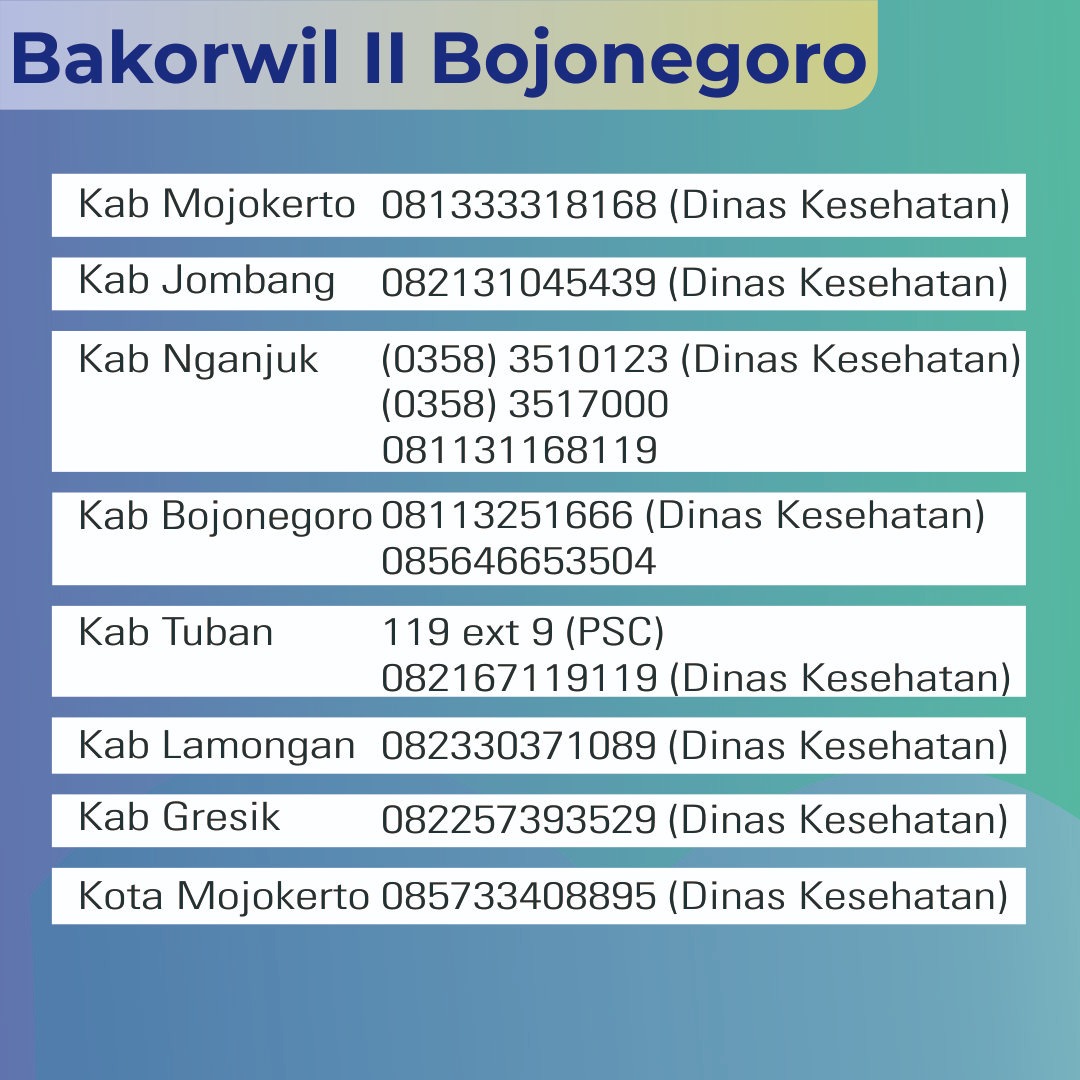 Bakorwil II Bojonegoro
Kab Mojokerto 081333318168 (Dinas Kesehatan)
Kab Jombang 082131045439 (Dinas Kesehatan)
Kab Nganjuk (0358) 3510123 (Dinas Kesehatan)
(0358) 3517000
081131168119
Kab Bojonegoro 08113251666 (Dinas Kesehatan)
085646653504
Kab Tuban 119 ext 9 (PSC)
082167119119 (Dinas Kesehatan)
Kab Lamongan 082330371089 (Dinas Kesehatan)
Kab Gresik 082257393529 (Dinas Kesehatan)
Kota Mojokerto 085733408895 (Dinas Kesehatan)